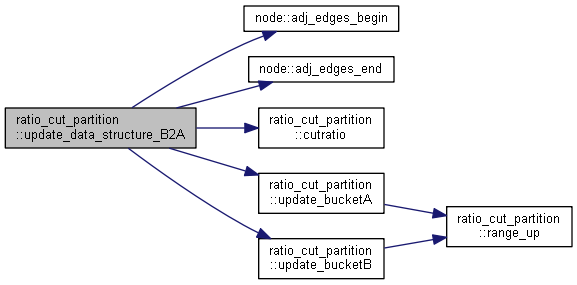 node::adj_edges_begin
node::adj_edges_end
ratio_cut_partition
::update_data_structure_B2A
ratio_cut_partition
::cutratio
ratio_cut_partition
::update_bucketA
ratio_cut_partition
::range_up
ratio_cut_partition
::update_bucketB